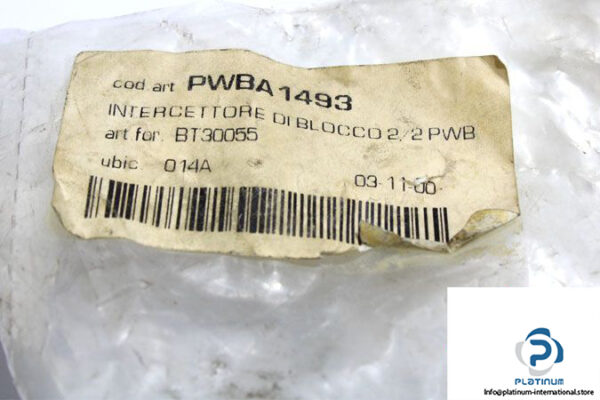 cod. art PWBA1493
INTERCETTORE DI BLOCCO 2/2 PWB
art for. BT30055
ubic. 014A
03-11-00
PLATINUM
Info@platinum-international.store